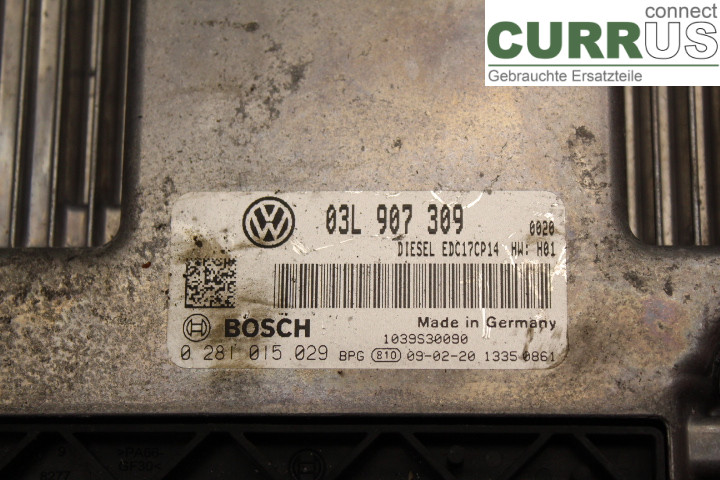 connect
CURRUS
Gebrauchte Ersatzteile
03L 907 309
0020
DIESEL EDC17CP14 HW: H01
BOSCH
Made in Germany
1039S30090
0 281 015 029 BPG 810 09-02-20 1335 0861